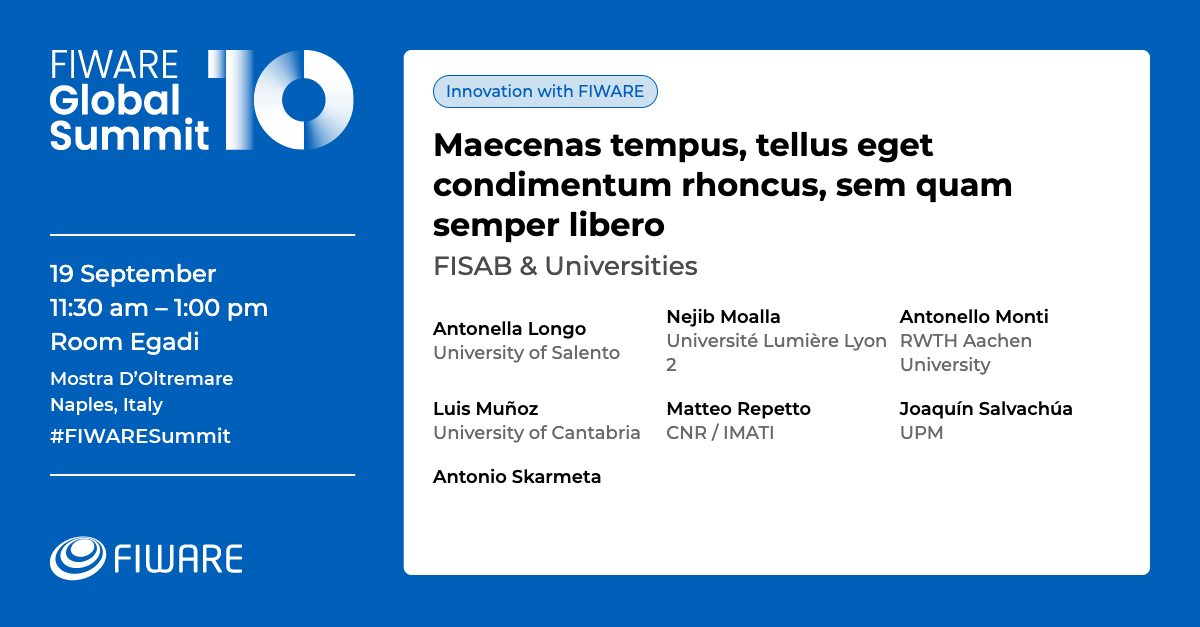 FIWARE
Global
Summit
10
19 September
11:30 am – 1:00 pm
Room Egadi
Mostra D’Oltremare
Naples, Italy
#FIWARESummit
FIWARE
Innovation with FIWARE
Maecenas tempus, tellus eget
condimentum rhoncus, sem quam
semper libero
FISAB & Universities
Antonella Longo
University of Salento
Nejib Moalla
Université Lumière Lyon
2
Antonello Monti
RWTH Aachen
University
Luis Muñoz
University of Cantabria
Matteo Repetto
CNR / IMATI
Joaquín Salvachúa
UPM
Antonio Skarmeta